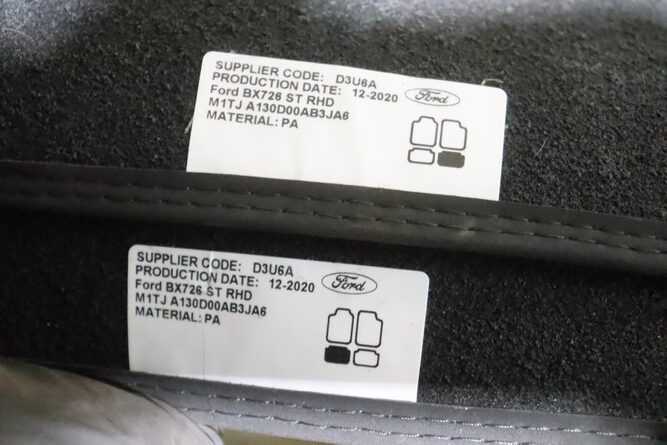 SUPPLIER CODE: D3U6A
PRODUCTION DATE: 12-2020
Ford
Ford BX726 ST RHD
M1TJ A130D00AB3JA6
MATERIAL: PA
SUPPLIER CODE: D3U6A
PRODUCTION DATE: 12-2020
Ford
Ford BX726 ST RHD
M1TJ A130D00AB3JA6
MATERIAL: PA